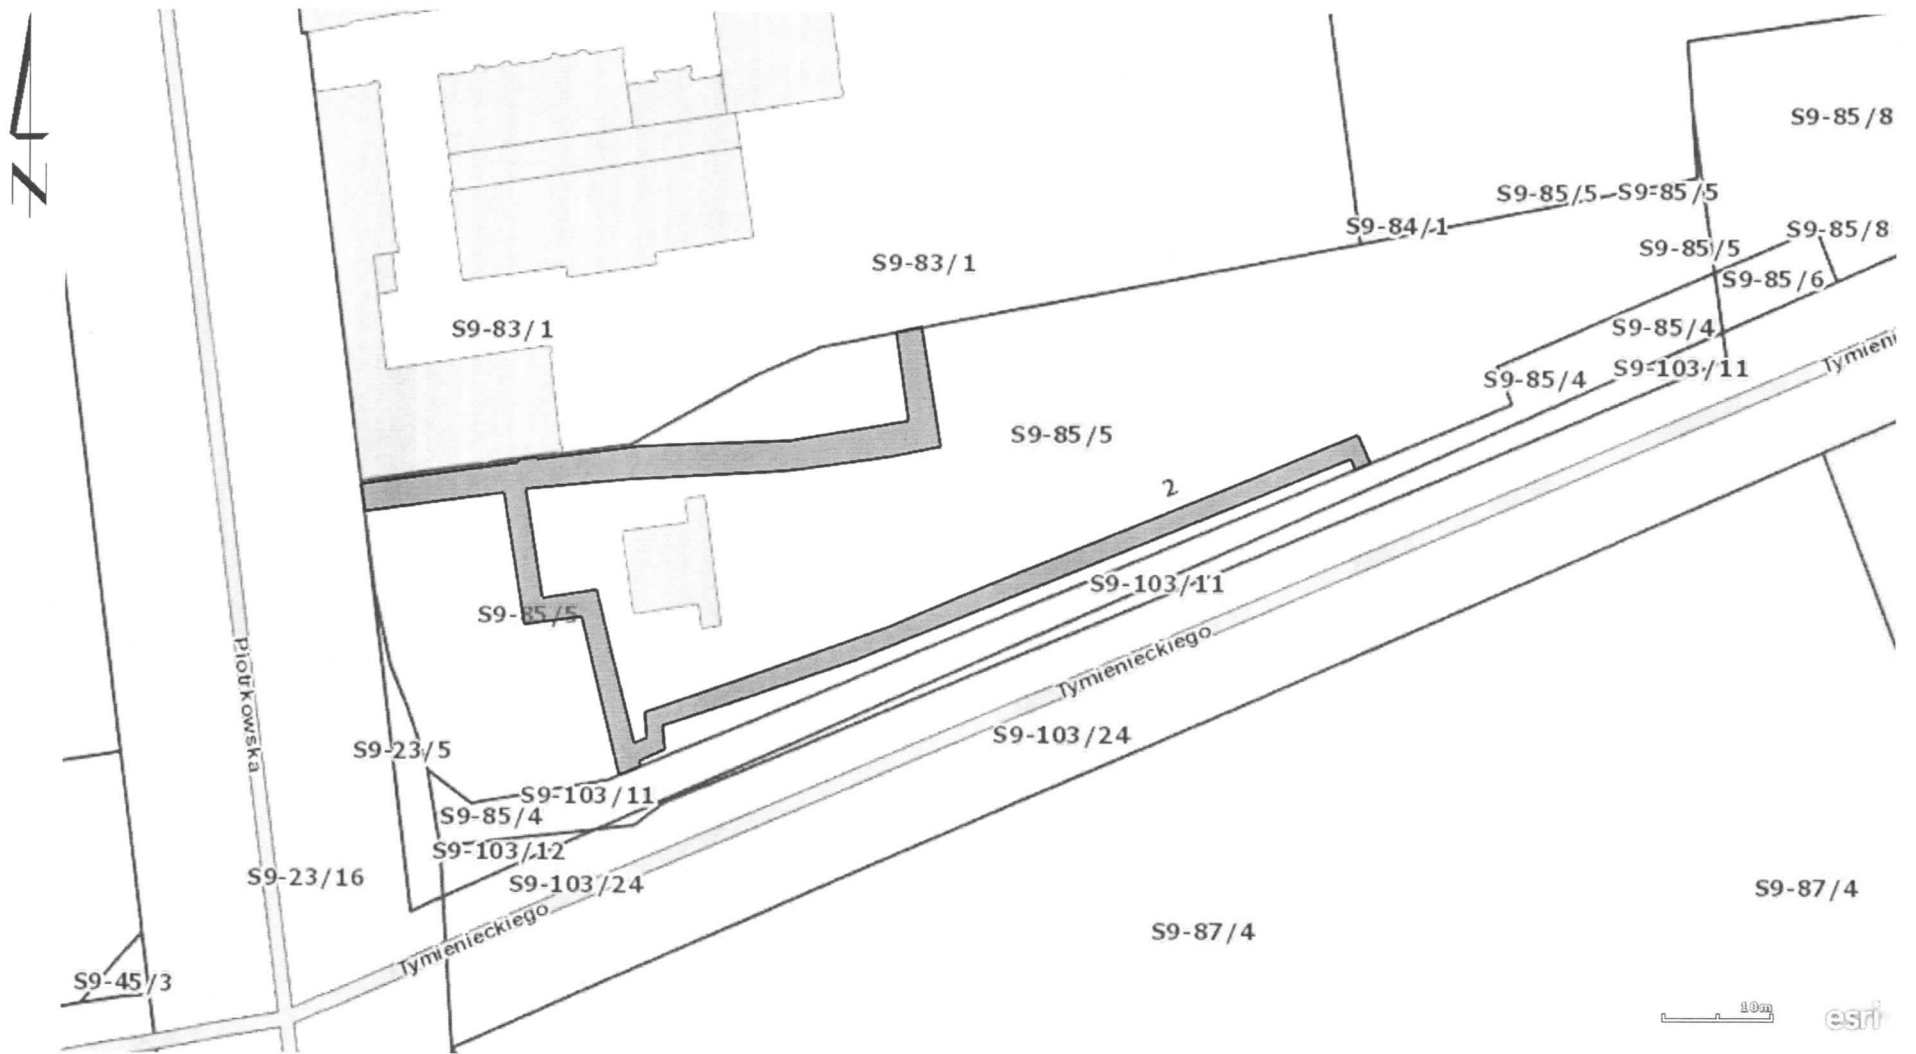 N
S9-85/8
S9-85/5
S9-85/5
S9-84/1
S9-85/8
S9-85/5
S9-83/1
S9-85/6
S9-83/1
S9-85/4
Tymieni
S9-103/11
S9-85/4
S9-85/5
2
S9-103/11
S9-85/5
Piotrkowska
Tymienieckiego
S9-103/24
S9-23/5
S9-103/11
S9-85/4
S9-103/12
S9-23/16
S9-103/24
S9-87/4
Tymienieckiego
S9-87/4
S9-45/3
10m
esri